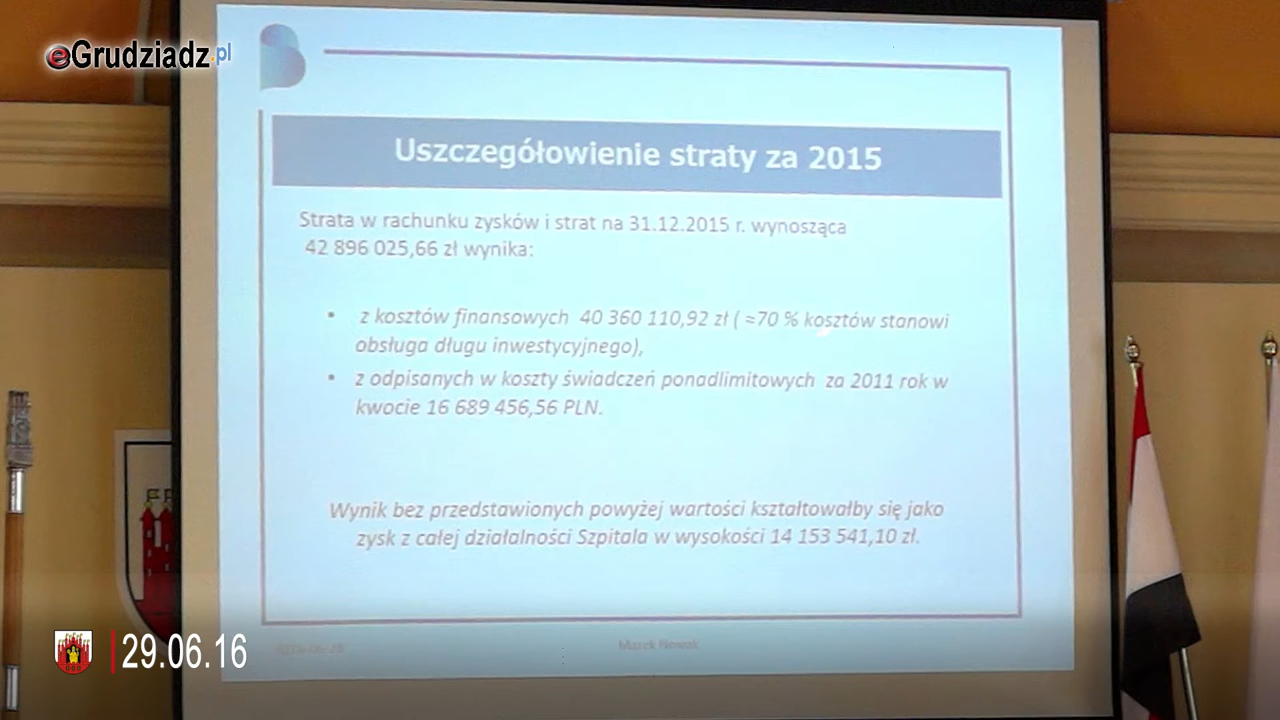 eGrudziadz.pl
Uszczegółowienie straty za 2015
Strata w rachunku zysków i strat na 31.12.2015 r. wynosząca
42 896 025,66 zł wynika:
• z kosztów finansowych 40 360 110,92 zł ( ≈70 % kosztów stanowi
obsługa długu inwestycyjnego),
• z odpisanych w koszty świadczeń ponadlimitowych za 2011 rok w
kwocie 16 689 456,56 PLN.
Wynik bez przedstawionych powyżej wartości kształtowałby się jako
zysk z całej działalności Szpitala w wysokości 14 153 541,10 zł.
Marek Nowak
29.06.16